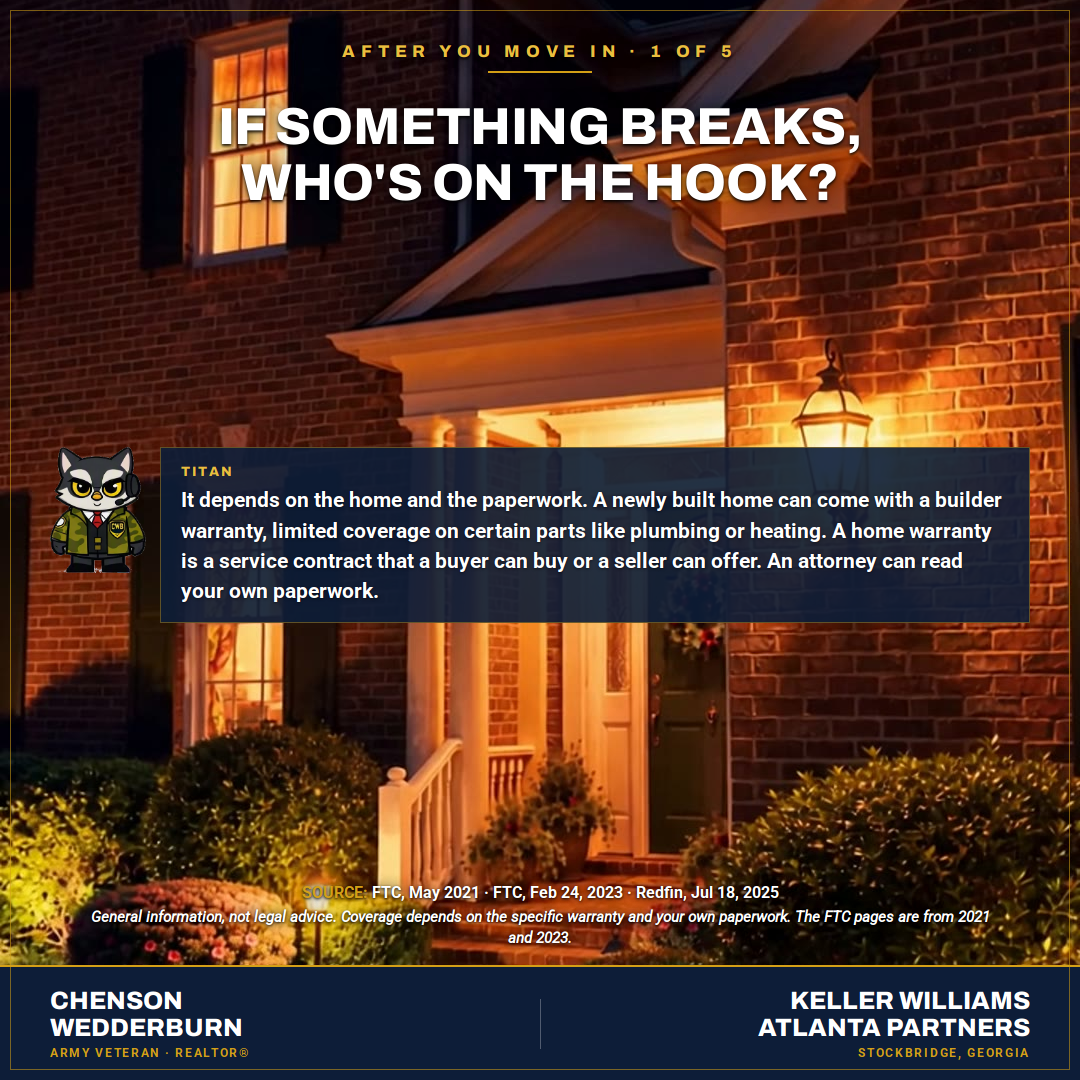 AFTER YOU MOVE IN · 1 OF 5
IF SOMETHING BREAKS,
WHO'S ON THE HOOK?
TITAN
It depends on the home and the paperwork. A newly built home can come with a builder
warranty, limited coverage on certain parts like plumbing or heating. A home warranty
is a service contract that a buyer can buy or a seller can offer. An attorney can read
your own paperwork.
CWB
SOURCE: FTC, May 2021 · FTC, Feb 24, 2023 · Redfin, Jul 18, 2025
General information, not legal advice. Coverage depends on the specific warranty and your own paperwork. The FTC pages are from 2021
and 2023.
CHENSON
WEDDERBURN
ARMY VETERAN · REALTOR®
KELLER WILLIAMS
ATLANTA PARTNERS
STOCKBRIDGE, GEORGIA